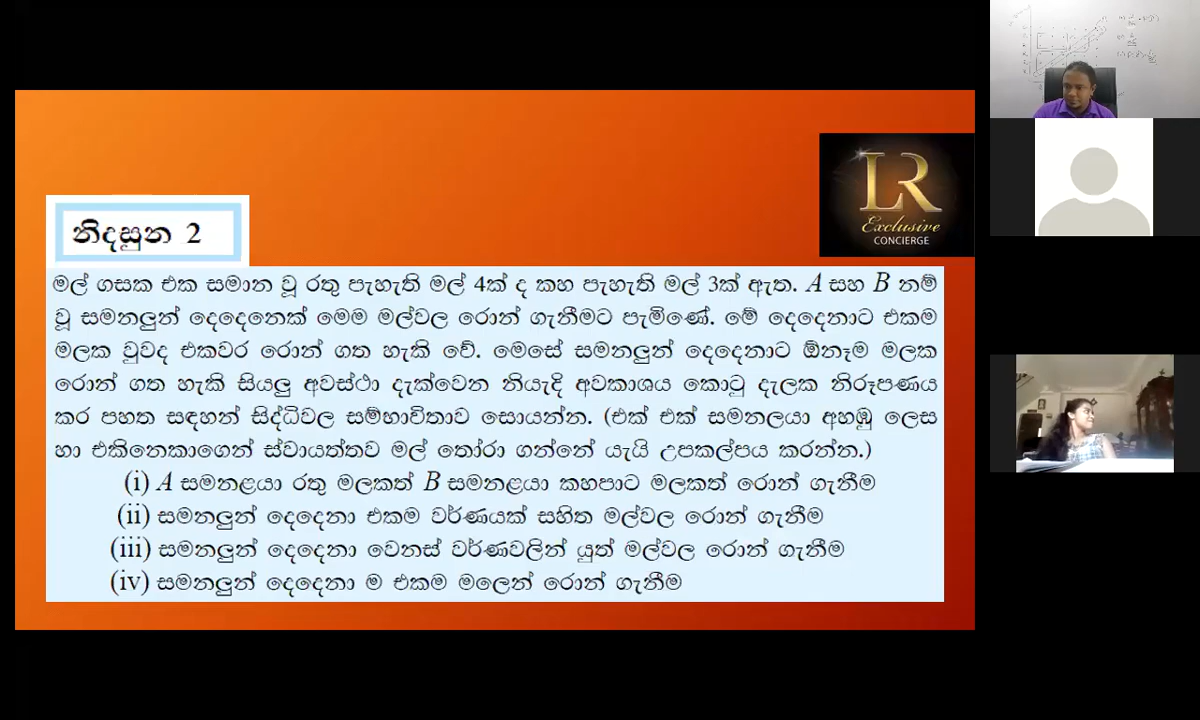 නිදසුන 2
LR
Exclusive
CONCIERGE
මල් ගසක එක සමාන වූ රතු පැහැති මල් 4ක් ද කහ පැහැති මල් 3ක් ඇත. A සහ B නම්
වූ සමනලුන් දෙදෙනෙක් මෙම මල්වල රොන් ගැනීමට පැමිණේ. මේ දෙදෙනාට එකම
මලක වුවද එකවර රොන් ගත හැකි වේ. මෙසේ සමනලුන් දෙදෙනාට ඕනෑම මලක
රොන් ගත හැකි සියලු අවස්ථා දැක්වෙන නියැදි අවකාශය කොටු දැලක නිරූපණය
කර පහත සඳහන් සිද්ධිවල සම්භාවිතාව සොයන්න. (එක් එක් සමනලයා අහඹු ලෙස
හා එකිනෙකාගෙන් ස්වායත්තව මල් තෝරා ගන්නේ යැයි උපකල්පය කරන්න.)
(i) A සමනළයා රතු මලකත් B සමනළයා කහපාට මලකත් රොන් ගැනීම
(ii) සමනලුන් දෙදෙනා එකම වර්ණයක් සහිත මල්වල රොන් ගැනීම
(iii) සමනලුන් දෙදෙනා වෙනස් වර්ණවලින් යුත් මල්වල රොන් ගැනීම
(iv) සමනලුන් දෙදෙනා ම එකම මලෙන් රොන් ගැනීම